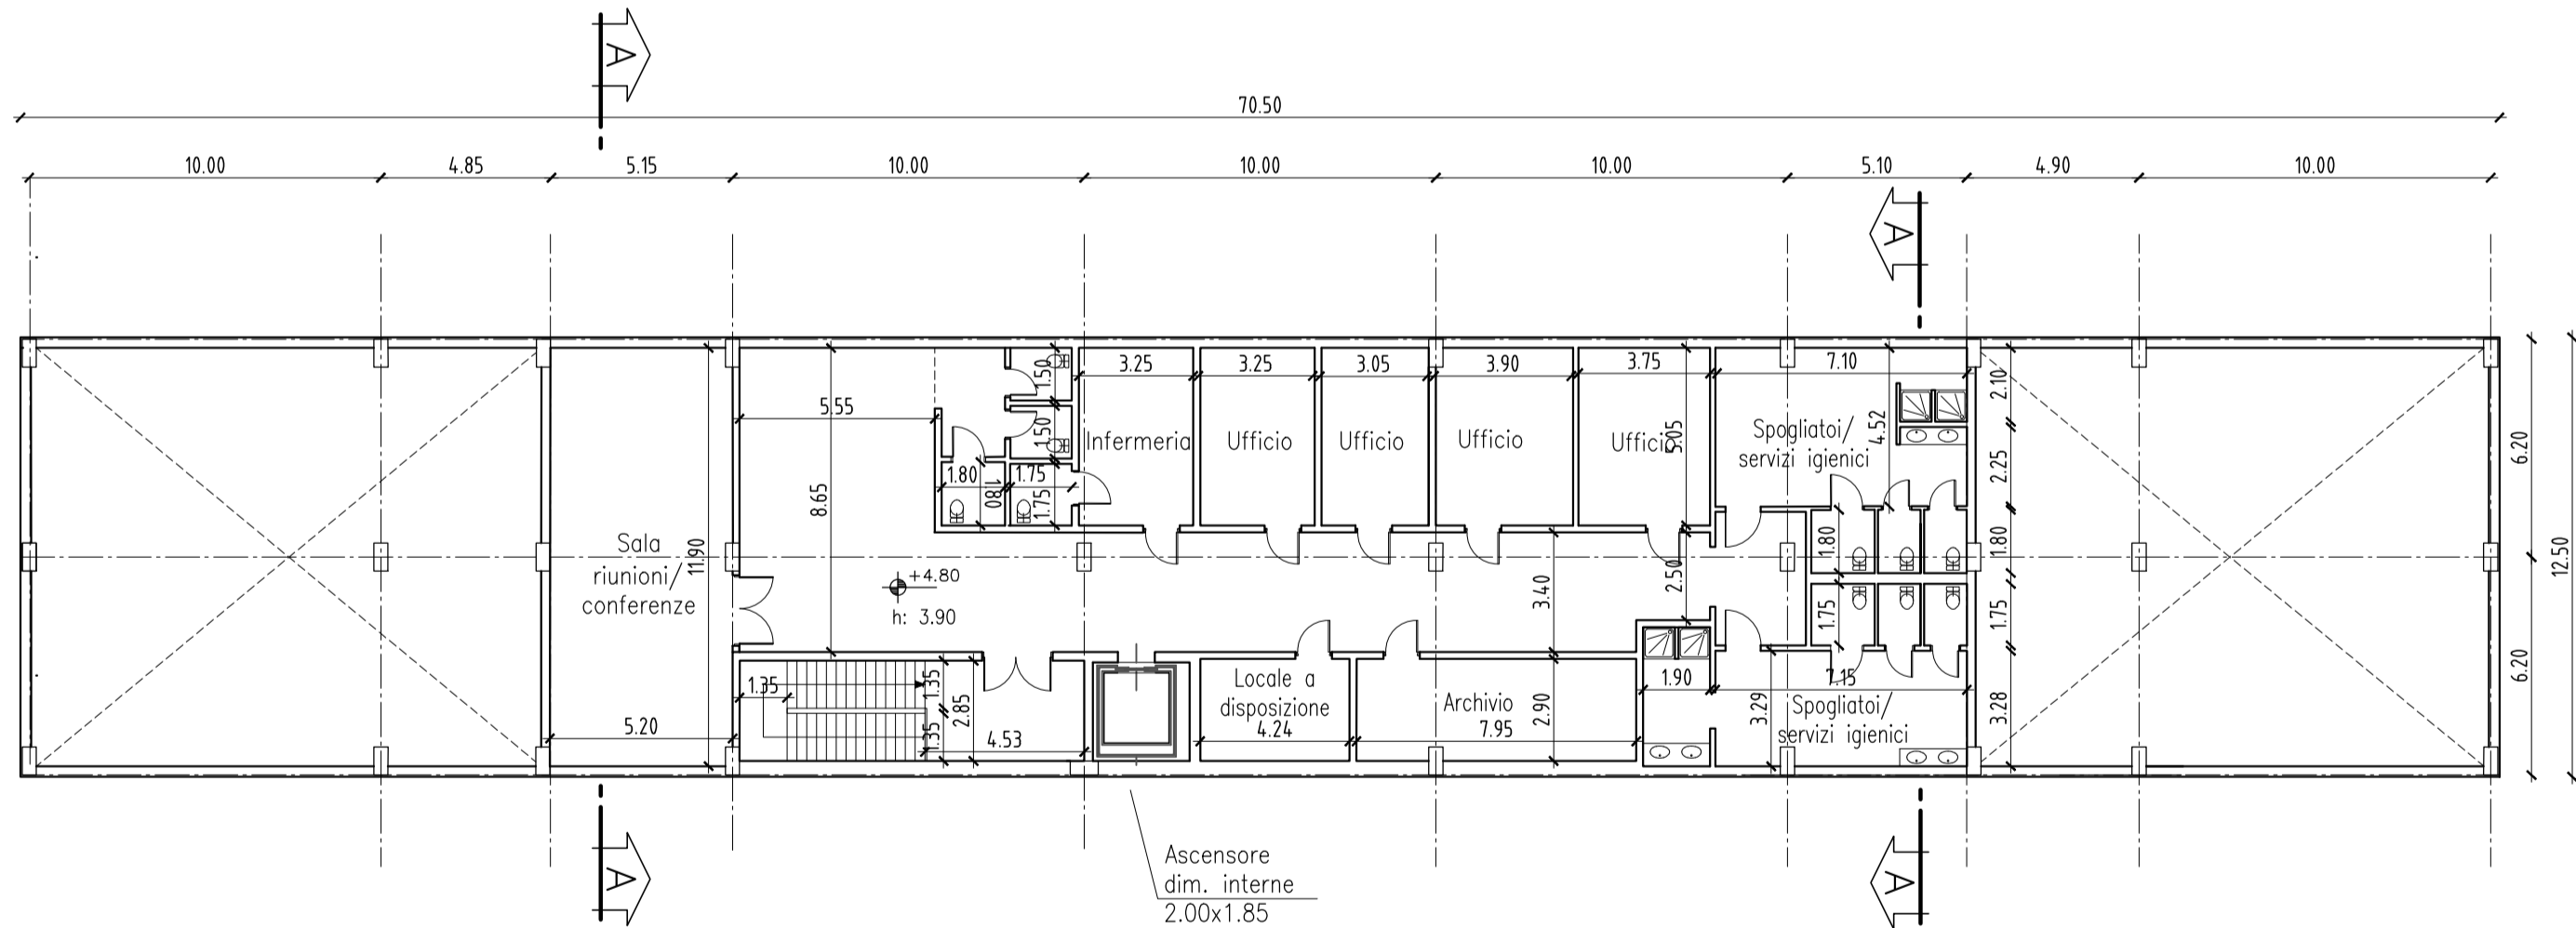 A
70.50
10.00
4.85
5.15
10.00
10.00
10.00
5.10
4.90
10.00
A
3.25
3.25
3.05
3.90
3.75
7.10
1.50
2.10
5.55
1.50
4.52
6.20
Infermeria
Ufficio
Ufficio
Ufficio
Ufficio
5.05
Spogliatoi/
servizi igienici
2.25
1.80
1.75
1.80
1.75
8.65
Sala
riunioni/
conferenze
11.90
+4.80
h: 3.90
3.40
2.50
1.80
1.80
12.50
1.75
1.75
1.35
1.35
2.85
1.35
4.53
5.20
Locale a
disposizione
4.24
Archivio
7.95
2.90
1.90
7.15
3.29
Spogliatoi/
servizi igienici
3.28
6.20
A
Ascensore
dim. interne
2.00x1.85
A